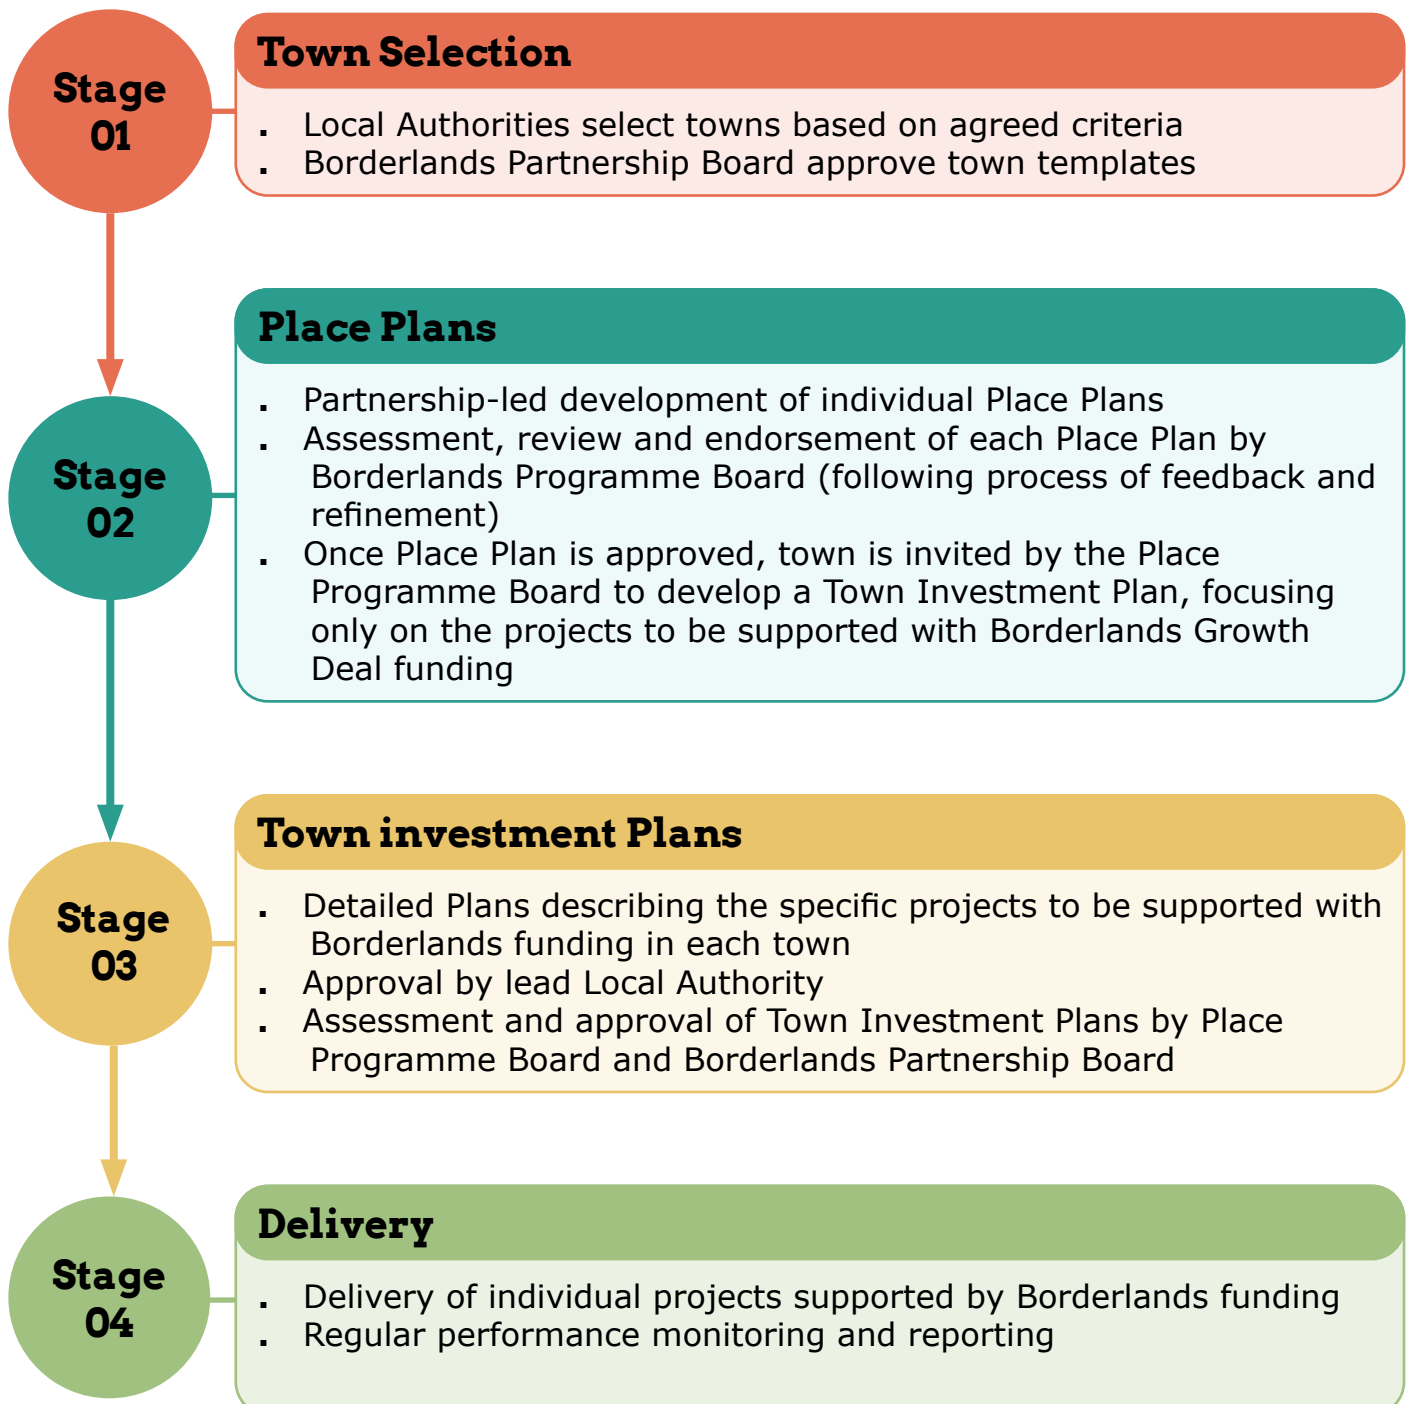 Stage
01
Town Selection
. Local Authorities select towns based on agreed criteria
. Borderlands Partnership Board approve town templates
Stage
02
Place Plans
. Partnership-led development of individual Place Plans
. Assessment, review and endorsement of each Place Plan by
Borderlands Programme Board (following process of feedback and
refinement)
. Once Place Plan is approved, town is invited by the Place
Programme Board to develop a Town Investment Plan, focusing
only on the projects to be supported with Borderlands Growth
Deal funding
Stage
03
Town investment Plans
. Detailed Plans describing the specific projects to be supported with
Borderlands funding in each town
. Approval by lead Local Authority
. Assessment and approval of Town Investment Plans by Place
Programme Board and Borderlands Partnership Board
Stage
04
Delivery
. Delivery of individual projects supported by Borderlands funding
. Regular performance monitoring and reporting